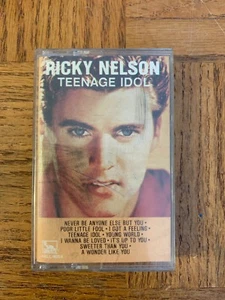 RICKY NELSON
TEENAGE IDOL
NEVER BE ANYONE ELSE BUT YOU •
POOR LITTLE FOOL • I GOT A FEELING •
TEENAGE IDOL • YOUNG WORLD •
I WANNA BE LOVED • IT'S UP TO YOU •
SWEETER THAN YOU •
A WONDER LIKE YOU